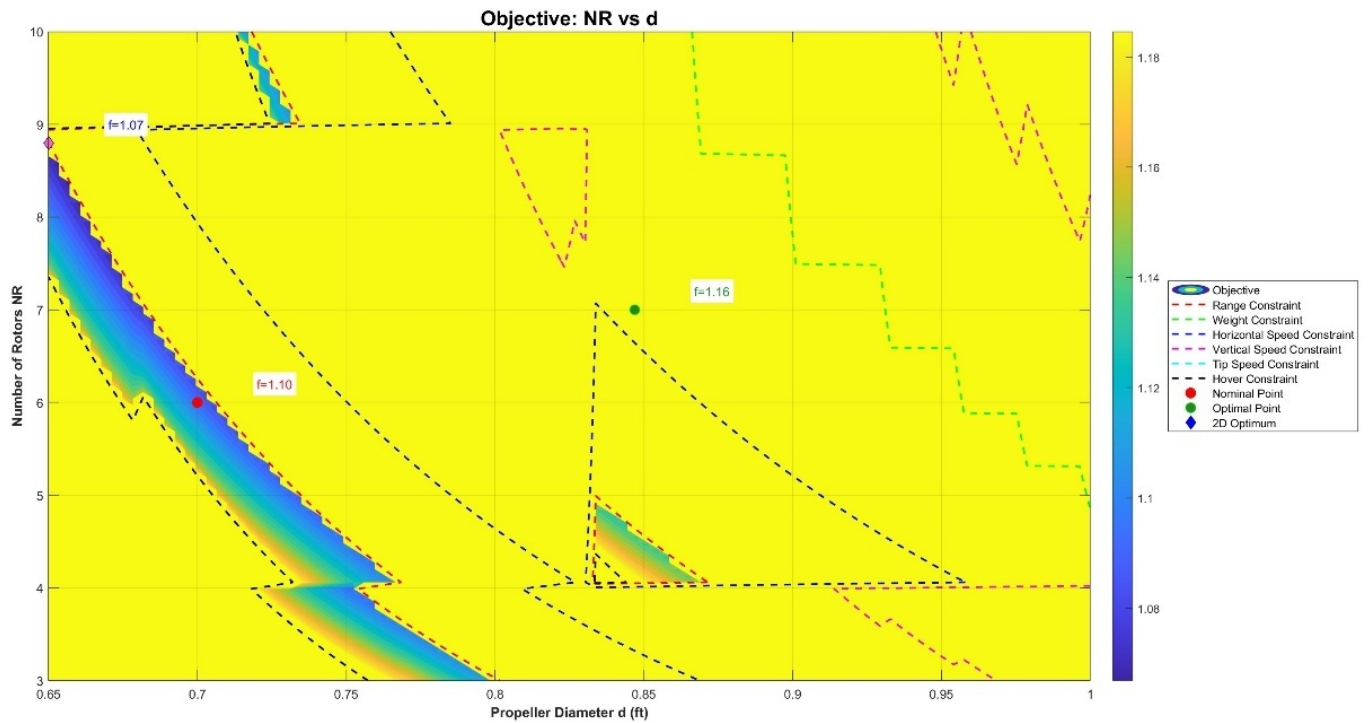 Objective: NR vs d
10
9
8
7
6
5
4
3
Number of Rotors NR
f=1.07
f=1.16
f=1.10
0.65
0.7
0.75
0.8
0.85
0.9
0.95
1
Propeller Diameter d (ft)
1.18
1.16
1.14
1.12
1.1
1.08
Objective
Range Constraint
Weight Constraint
Horizontal Speed Constraint
Vertical Speed Constraint
Tip Speed Constraint
Hover Constraint
Nominal Point
Optimal Point
2D Optimum